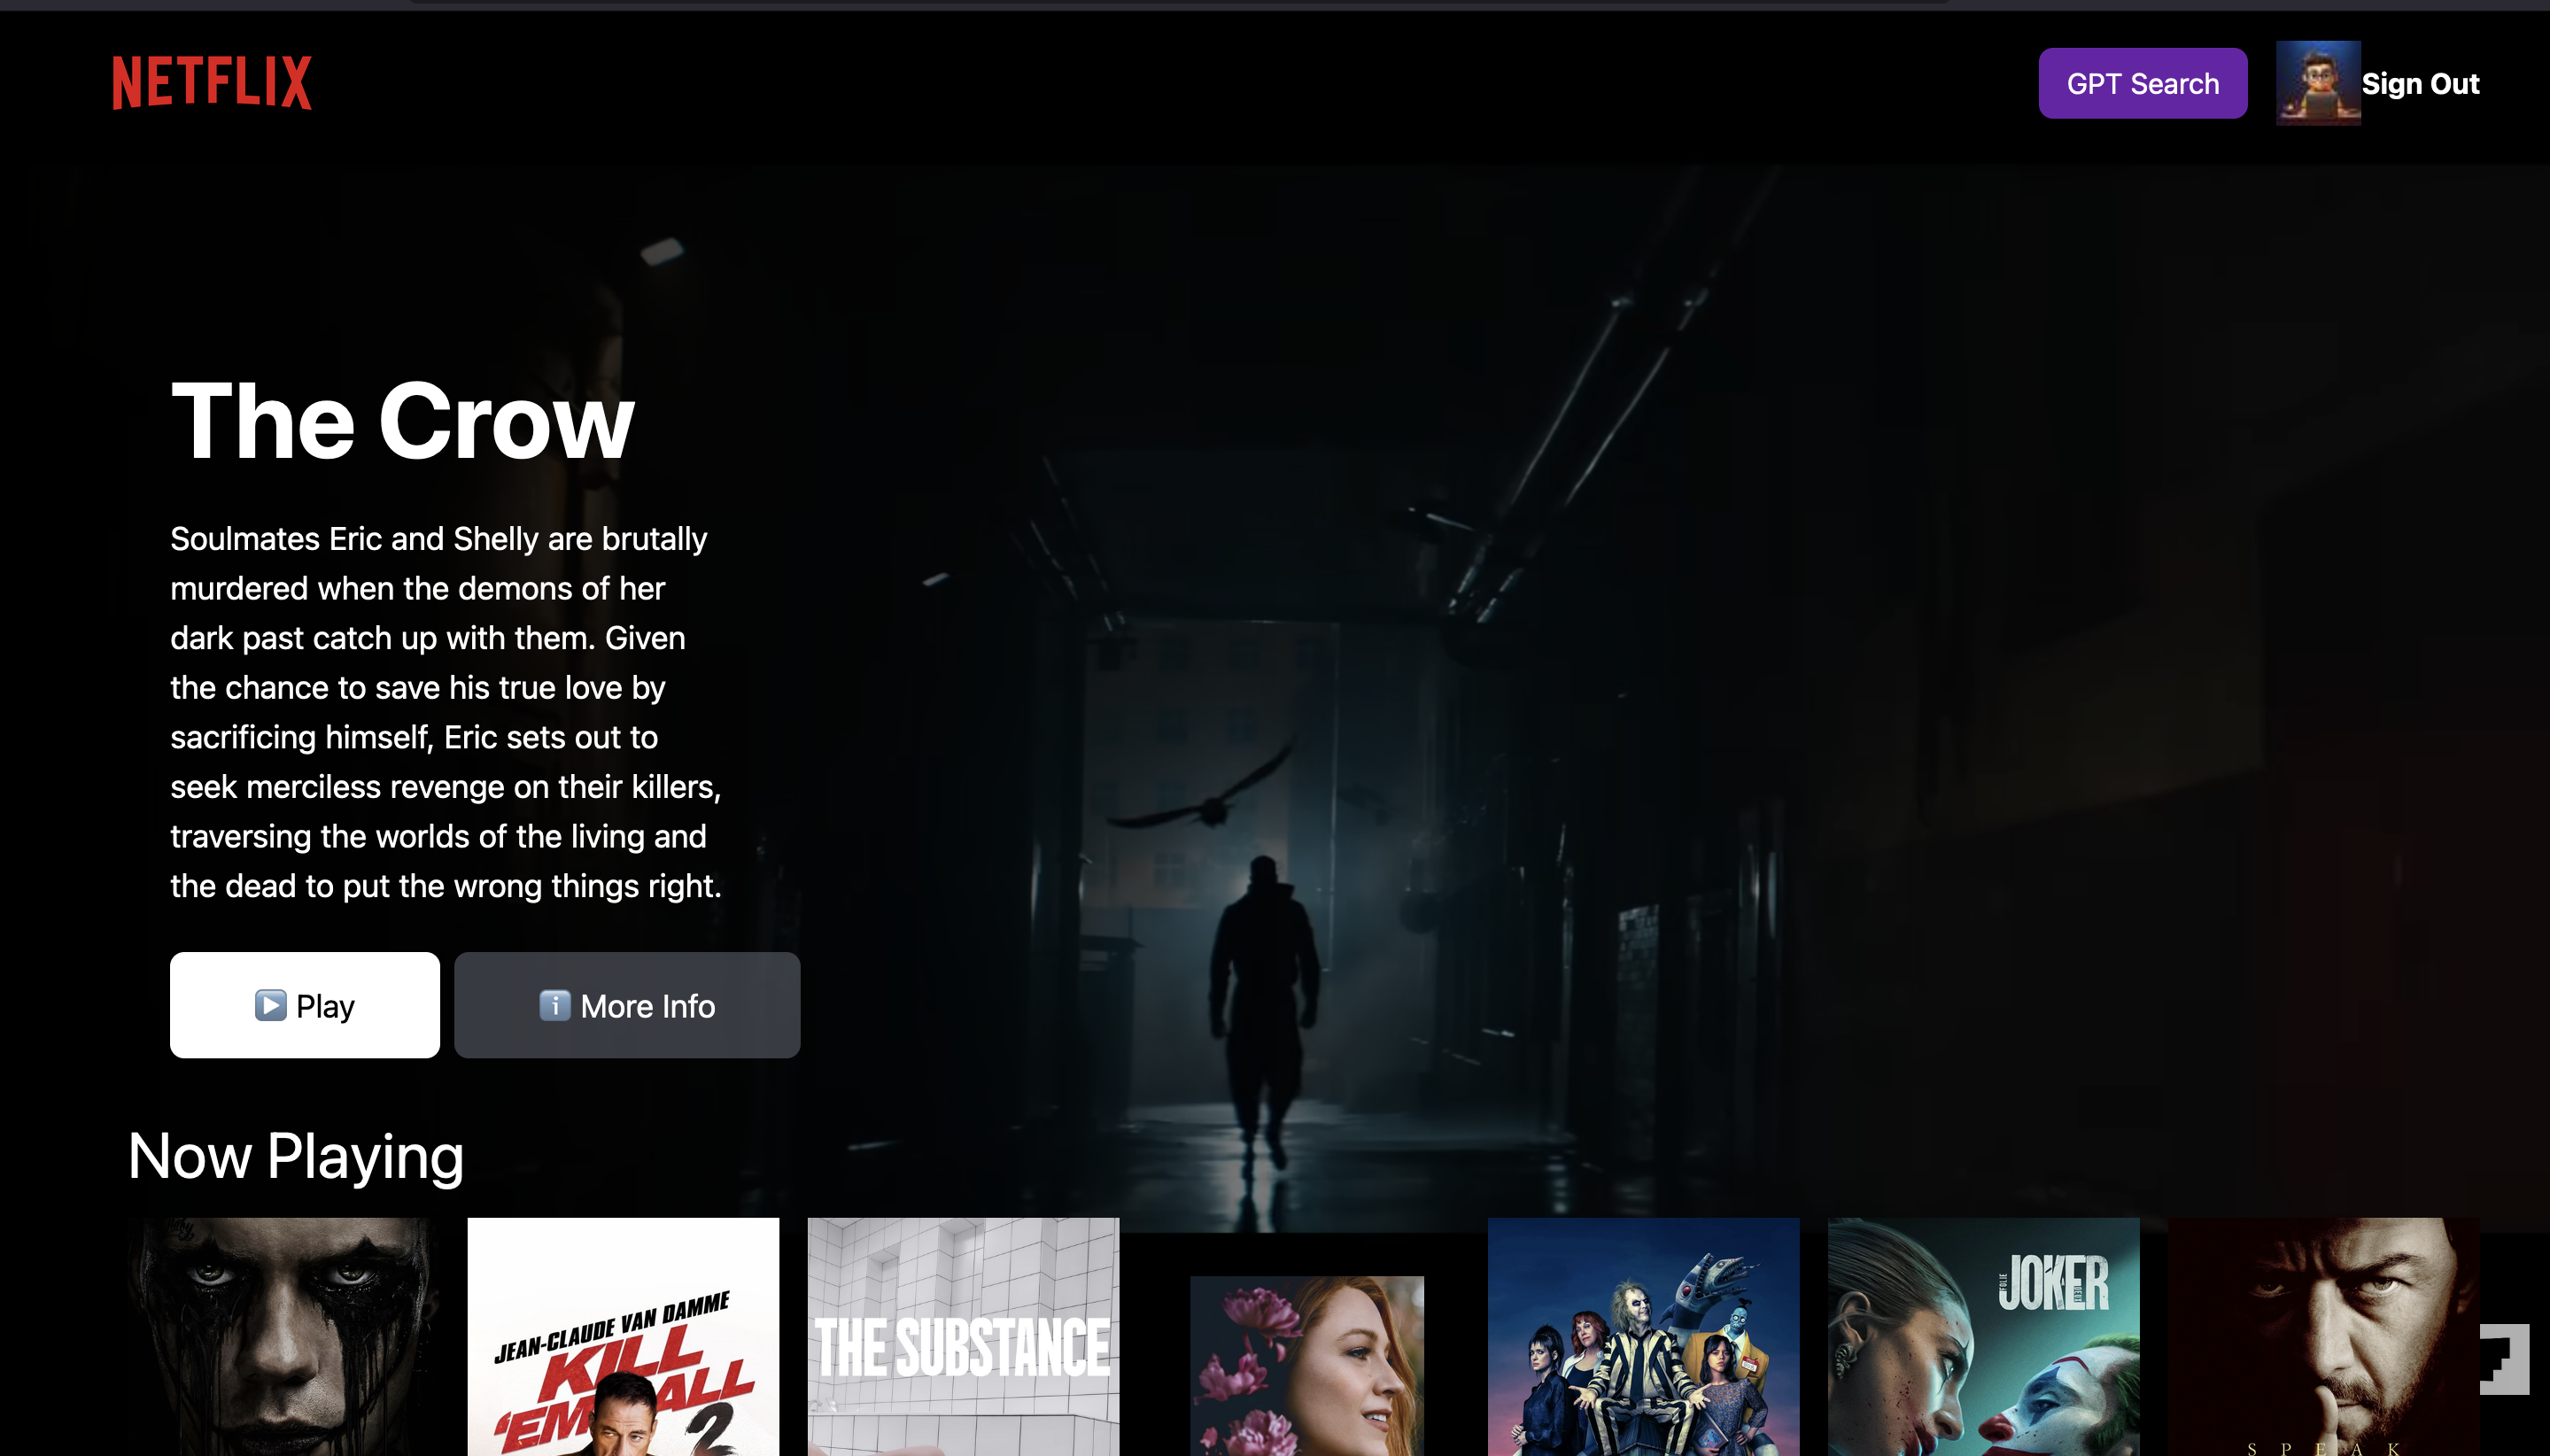 NETFLIX
GPT Search
Sign Out
The Crow
Soulmates Eric and Shelly are brutally
murdered when the demons of her
dark past catch up with them. Given
the chance to save his true love by
sacrificing himself, Eric sets out to
seek merciless revenge on their killers,
traversing the worlds of the living and
the dead to put the wrong things right.
Play
More Info
Now Playing
JEAN-CLAUDE VAN DAMME
KILL
'EM ALL
2
THE SUBSTANCE
JOKER
FOLIE
DEUX
SPEAK